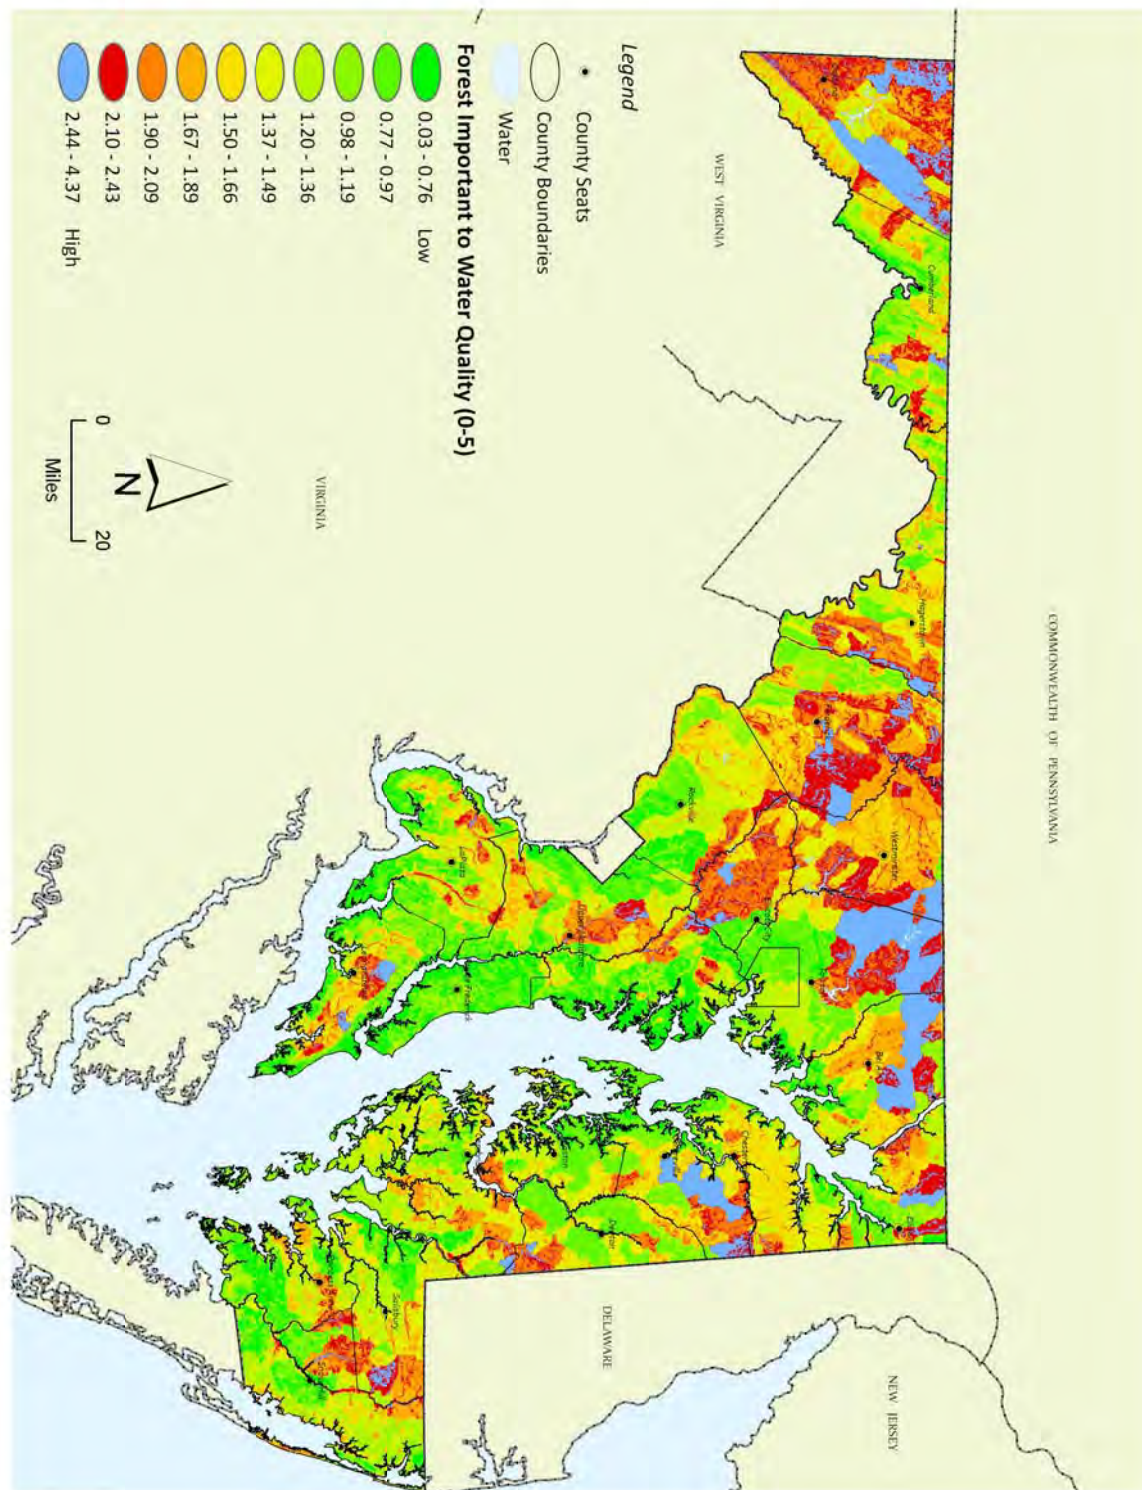 COMMONWEALTH OF PENNSYLVANIA
WEST VIRGINIA
VIRGINIA
DELAWARE
NEW JERSEY
Cumberland
Hagerstown
Westminster
Rockville
Bel Air
LaPlata
Denton
Salisbury
Legend
County Seats
County Boundaries
Water
Forest Important to Water Quality (0-5)
0.03 - 0.76 Low
0.77 - 0.97
0.98 - 1.19
1.20 - 1.36
1.37 - 1.49
1.50 - 1.66
1.67 - 1.89
1.90 - 2.09
2.10 - 2.43
2.44 - 4.37 High
N
0 20
Miles